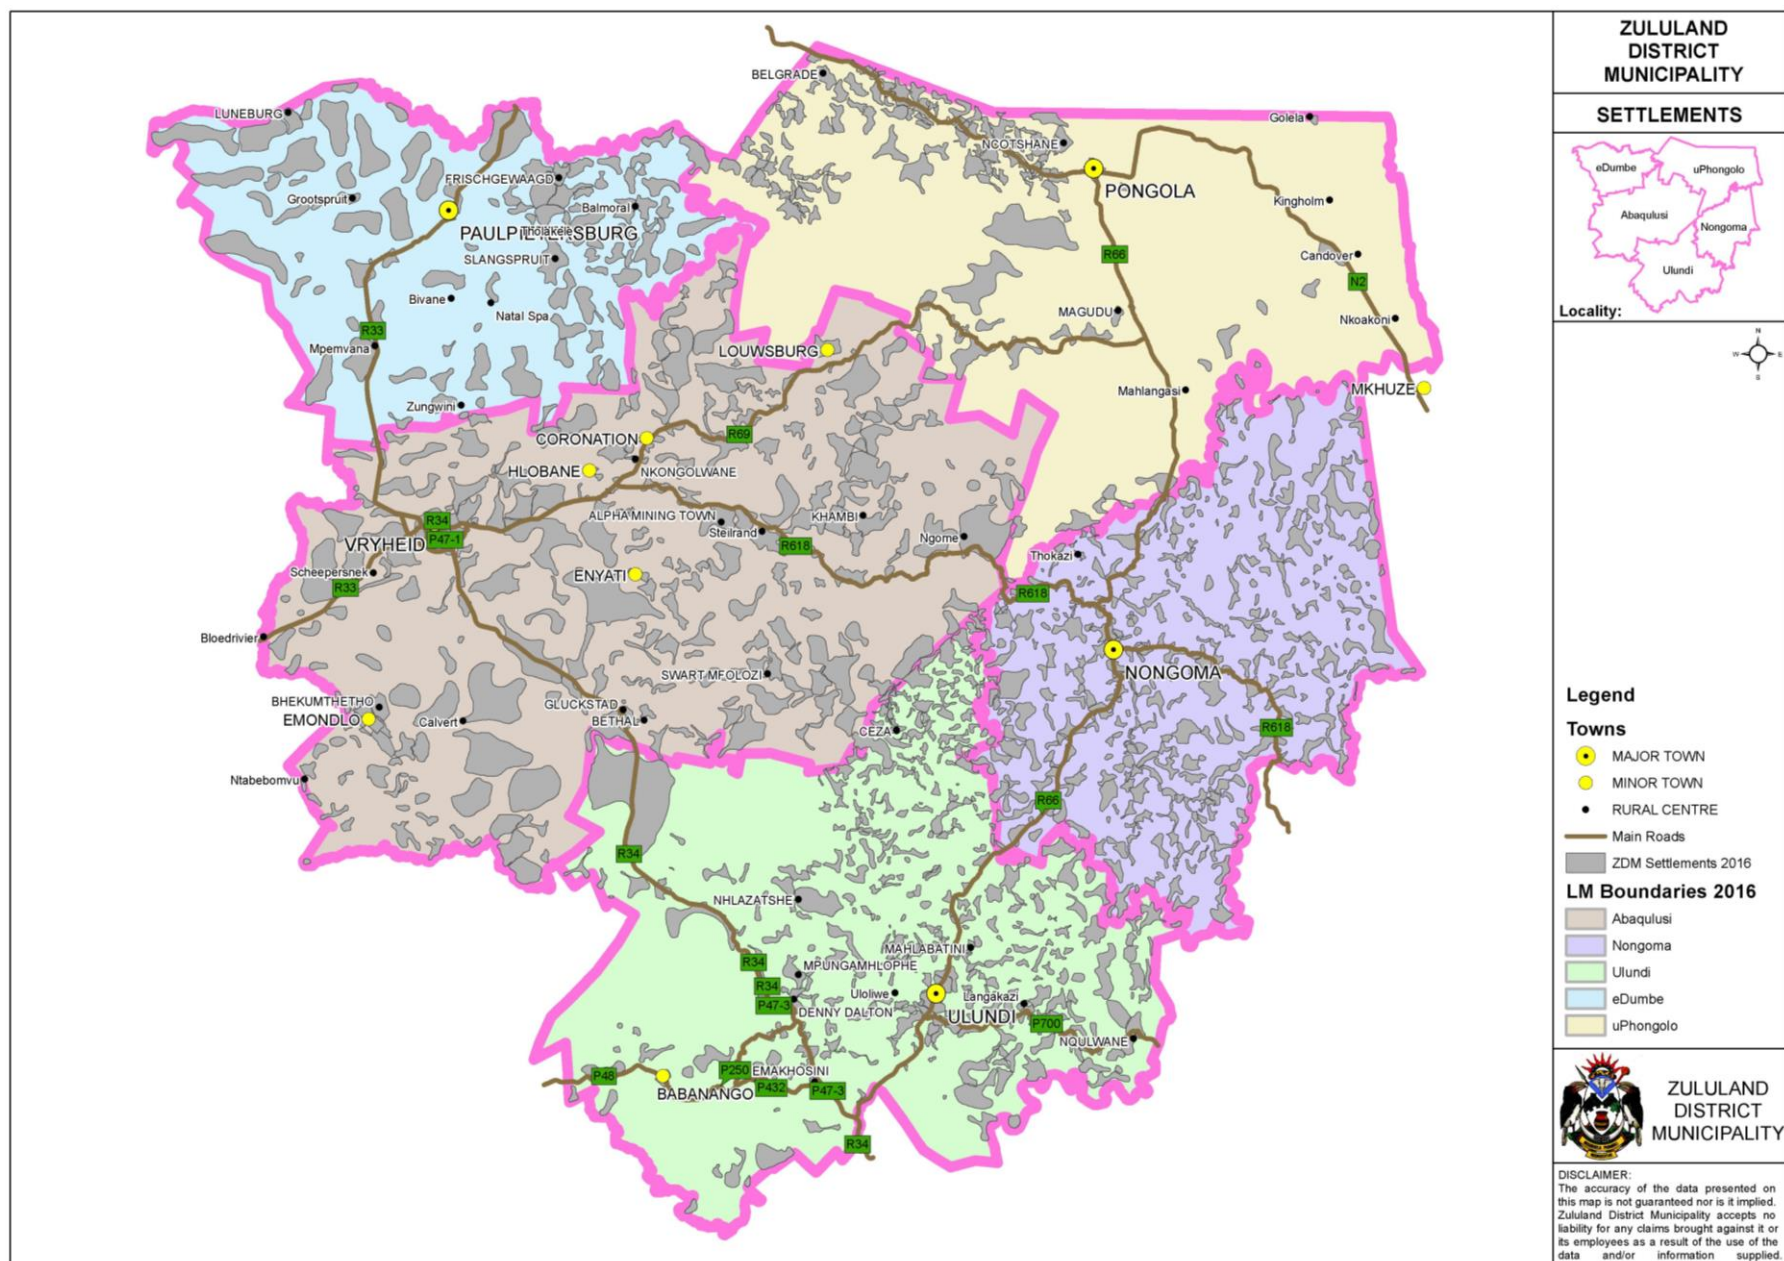 ZULULAND
DISTRICT
MUNICIPALITY
SETTLEMENTS
eDumbe
uPhongolo
Abaqulusi
Nongoma
Ulundi
Locality:
N
W
E
S
BELGRADE
LUNEBURG
Golela
NCOTSHANE
FRISCHGEWAAGD
PONGOLA
Grootspruit
Balmoral
Kingholm
PAULPIETERSBURG
Tholakele
SLANGSPRUIT
R66
Candover
N2
Bivane
Natal Spa
MAGUDU
Nkoakoni
R33
Mpemvana
LOUWSBURG
Mahlangasi
MKHUZE
Zungwini
CORONATION
R69
HLOBANE
NKONGOLWANE
R34
ALPHA MINING TOWN
KHAMBI
P47-1
VRYHEID
Steilrand
R618
Ngome
Thokazi
Scheepersnek
ENYATI
R33
R618
Bloedrivier
SWART MFOLOZI
NONGOMA
BHEKUMTHETHO
GLUCKSTAD
EMONDLO
Calvert
BETHAL
CEZA
R618
Ntabebomvu
R66
R34
NHLAZATSHE
MAHLABATINI
R34
MPUNGAMHLOPHE
R34
Uloliwe
Langakazi
P47-3
DENNY DALTON
ULUNDI
P700
NQULWANE
P250
EMAKHOSINI
P48
P432
P47-3
BABANANGO
R34
Legend
Towns
MAJOR TOWN
MINOR TOWN
RURAL CENTRE
Main Roads
ZDM Settlements 2016
LM Boundaries 2016
Abaqulusi
Nongoma
Ulundi
eDumbe
uPhongolo
ZULULAND
DISTRICT
MUNICIPALITY
DISCLAIMER:
The accuracy of the data presented on
this map is not guaranteed nor is it implied.
Zululand District Municipality accepts no
liability for any claims brought against it or
its employees as a result of the use of the
data and/or information supplied.